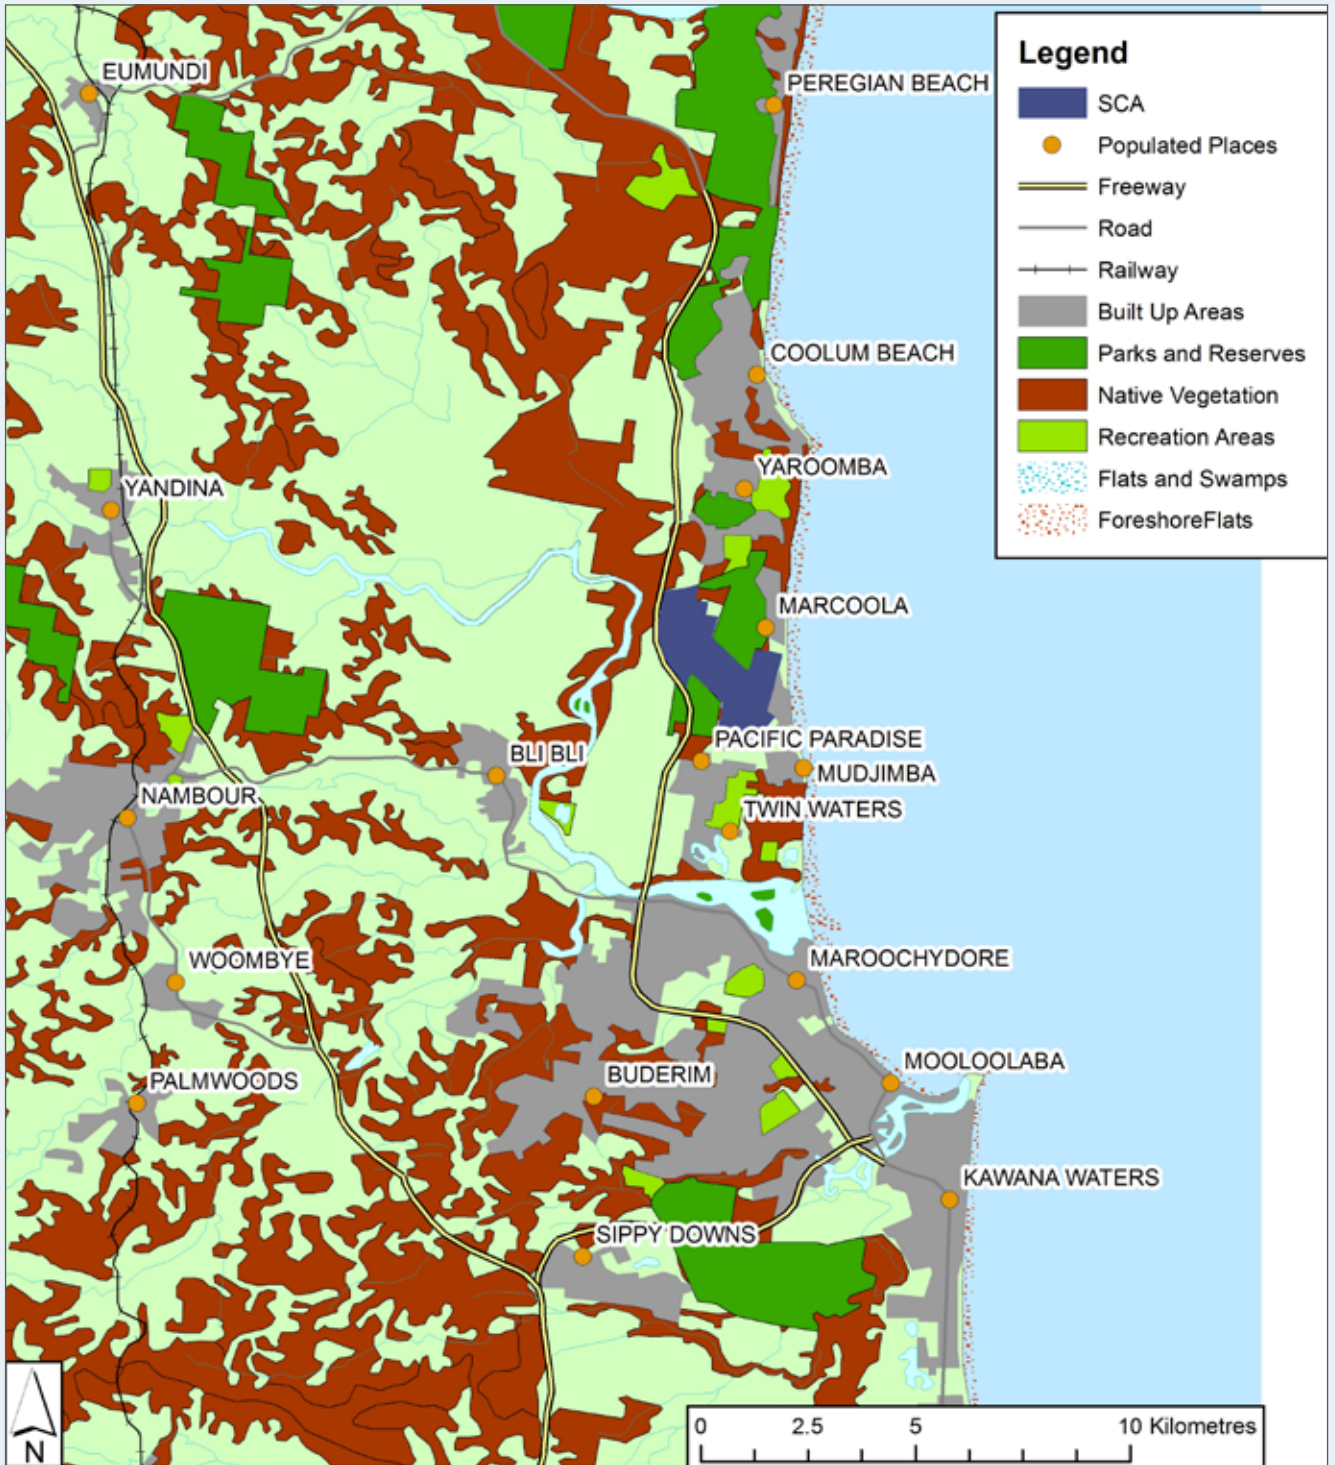 Legend
SCA
Populated Places
Freeway
Road
Railway
Built Up Areas
Parks and Reserves
Native Vegetation
Recreation Areas
Flats and Swamps
ForeshoreFlats
EUMUNDI
PEREGIAN BEACH
COOLUM BEACH
YAROOMBA
YANDINA
MARCOOLA
PACIFIC PARADISE
BLI BLI
MUDJIMBA
NAMBOUR
TWIN WATERS
WOOMBYE
MAROOCHYDORE
MOOLOOLABA
BUDERIM
PALMWOODS
KAWANA WATERS
SIPPY DOWNS
N
0 2.5 5 10 Kilometres